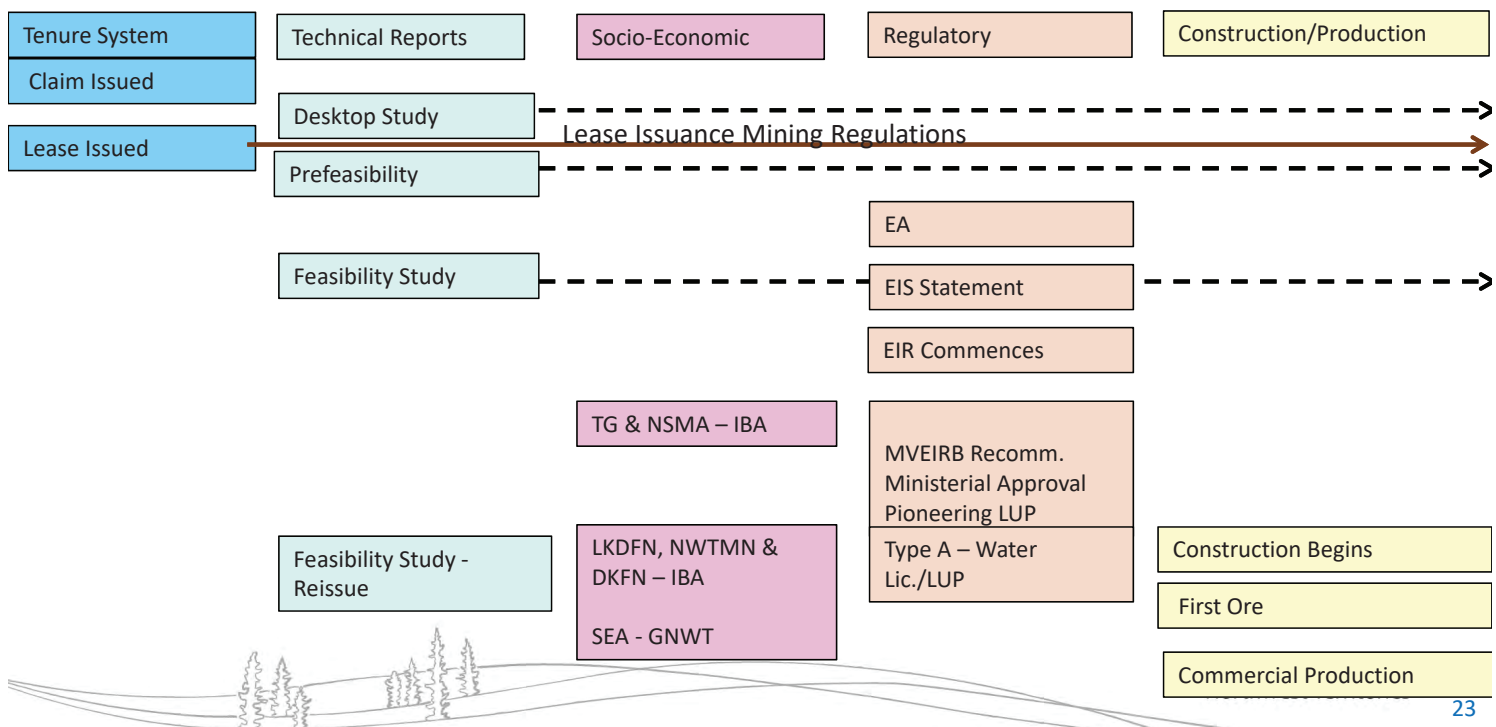 Tenure System
Technical Reports
Socio-Economic
Regulatory
Construction/Production
Claim Issued
Desktop Study
Lease Issuance Mining Regulations
Lease Issued
Prefeasibility
EA
Feasibility Study
EIS Statement
EIR Commences
TG & NSMA – IBA
MVEIRB Recomm.
Ministerial Approval
Pioneering LUP
Feasibility Study -
Reissue
LKDFN, NWTMN &
DKFN – IBA
SEA - GNWT
Type A – Water
Lic./LUP
Construction Begins
First Ore
Commercial Production
23